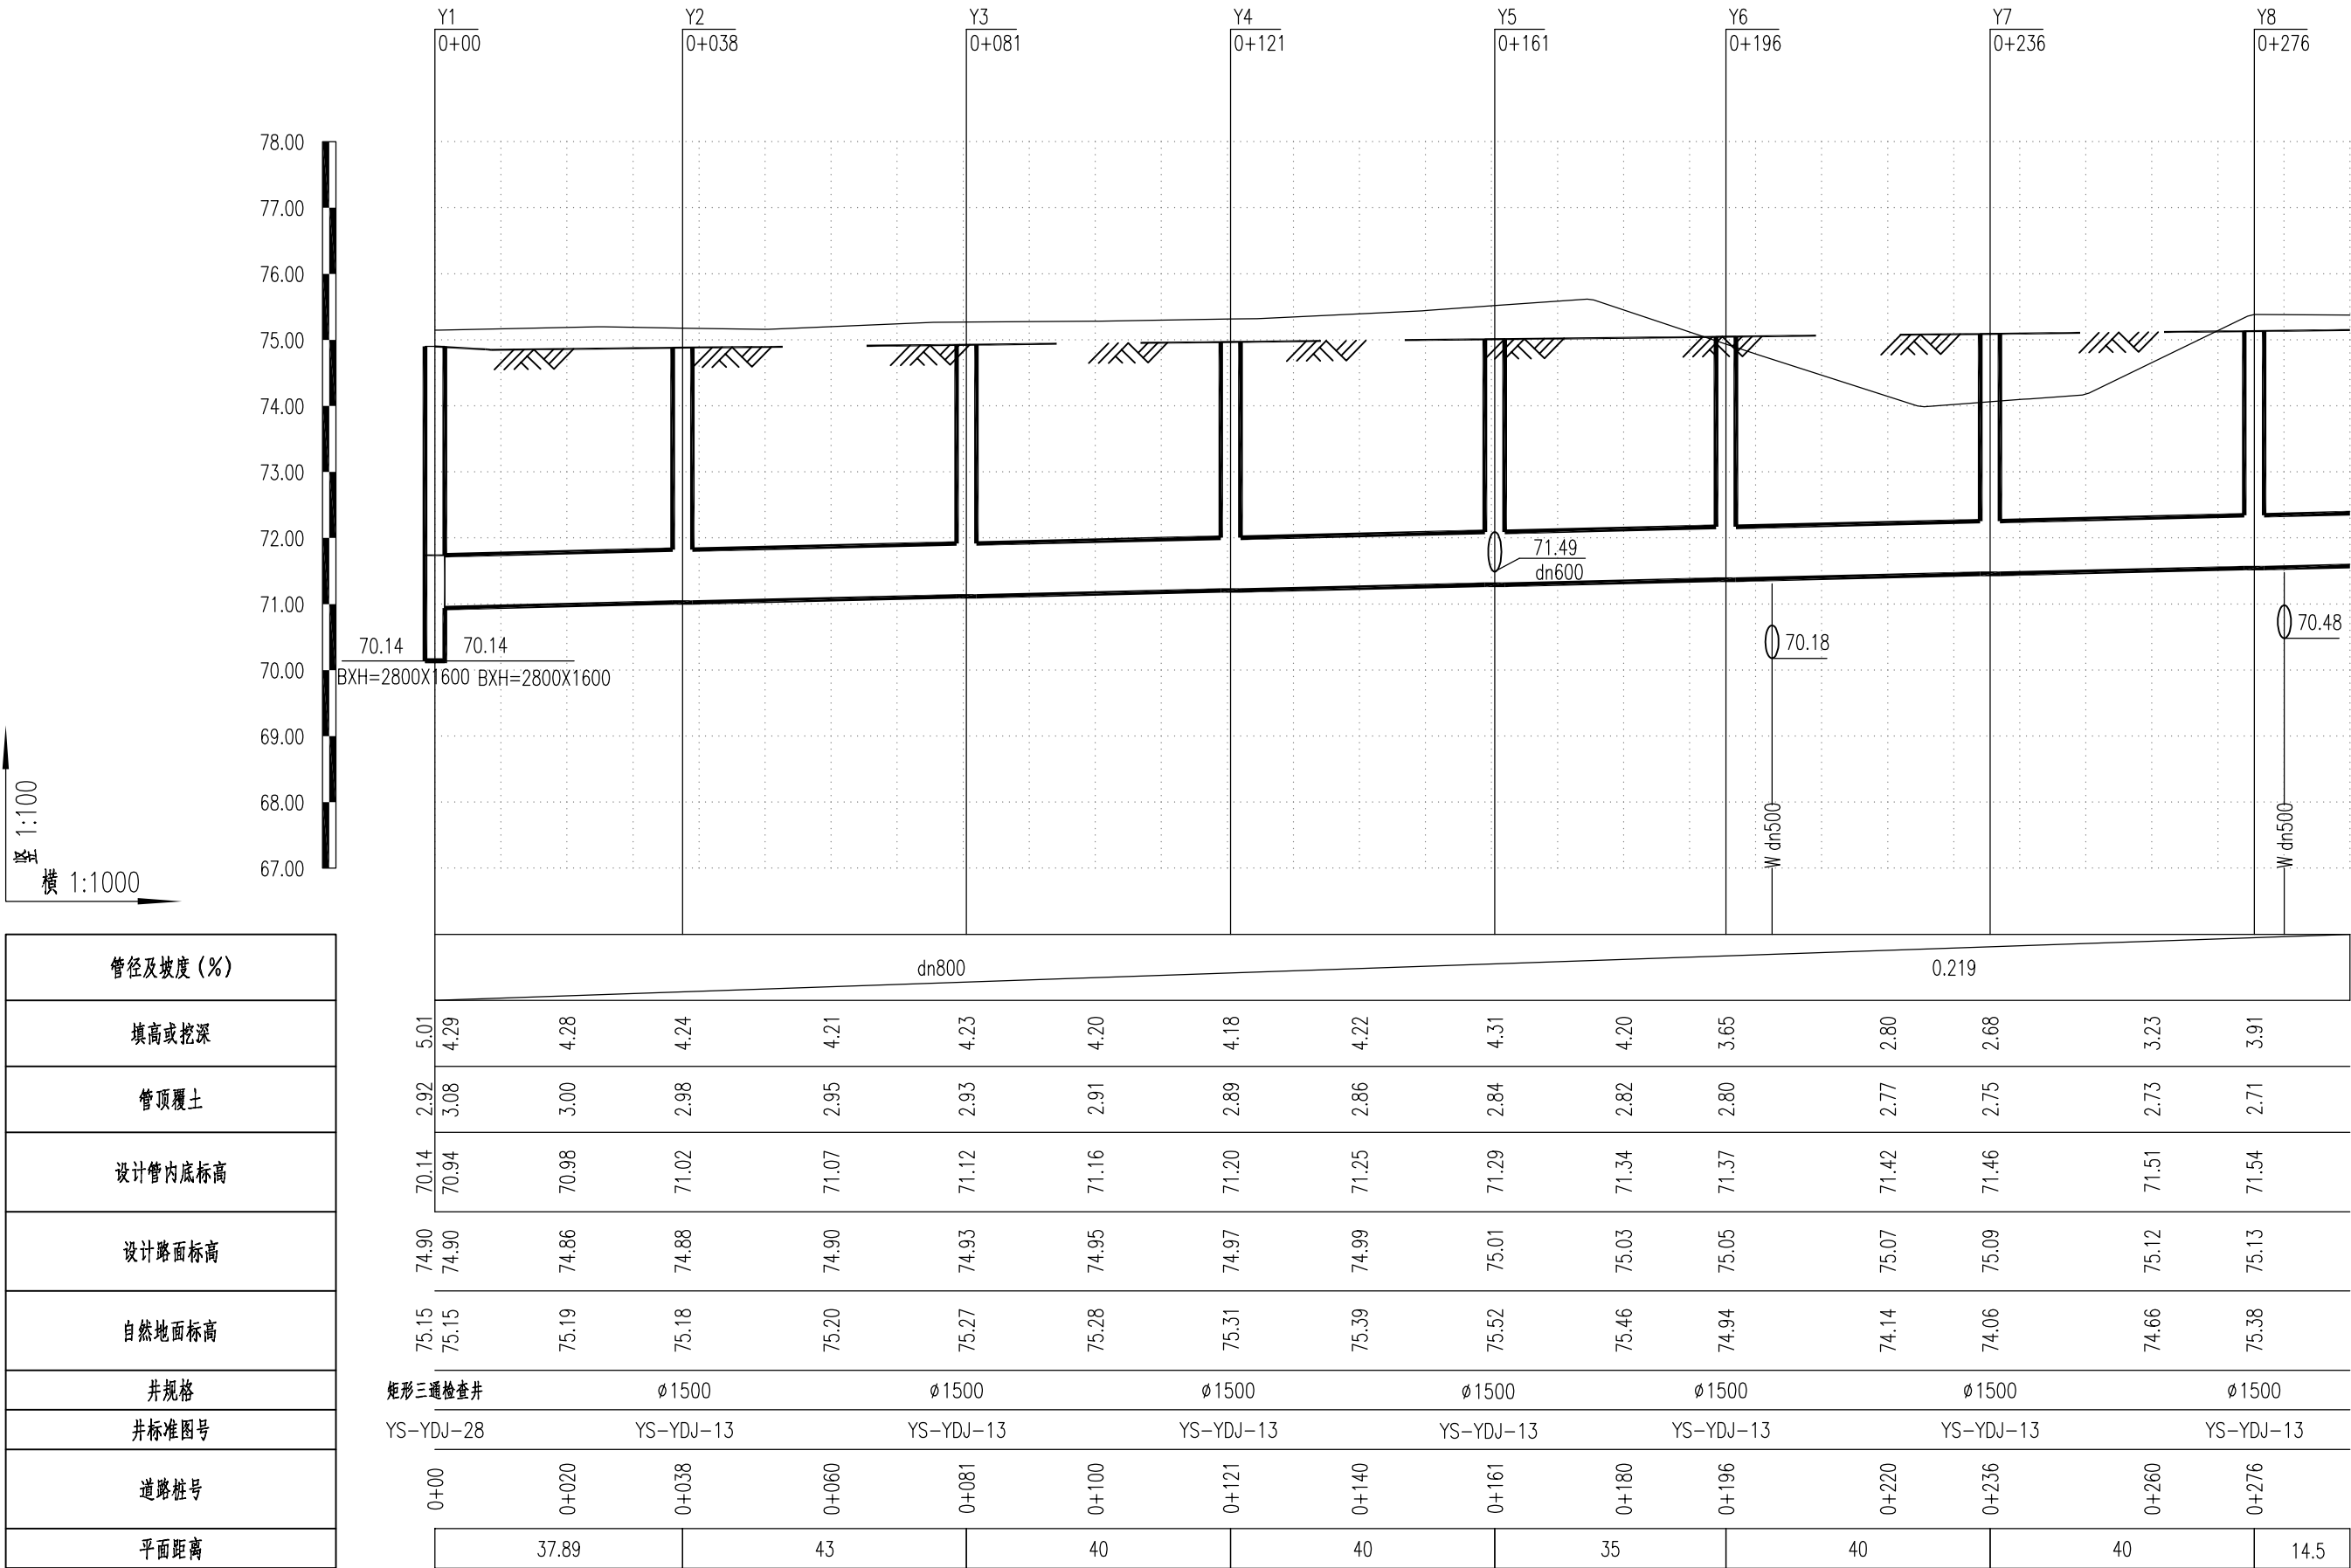 Y1 Y2 Y3 Y4 Y5 Y6 Y7 Y8
0+00 0+038 0+081 0+121 0+161 0+196 0+236 0+276
78.00
77.00
76.00
75.00
74.00
73.00
72.00
71.00
70.00
69.00
68.00
67.00
71.49
dn600
70.14 70.14
BXH=2800X1600 BXH=2800X1600
70.18
70.48
W dn500
W dn500
竖 1:100
横 1:1000
管径及坡度(%) dn800 0.219
填高或挖深 5.01 4.29 4.28 4.24 4.21 4.23 4.20 4.18 4.22 4.31 4.20 3.65 2.80 2.68 3.23 3.91
管顶覆土 2.92 3.08 3.00 2.98 2.95 2.93 2.91 2.89 2.86 2.84 2.82 2.80 2.77 2.75 2.73 2.71
设计管内底标高 70.14 70.94 70.98 71.02 71.07 71.12 71.16 71.20 71.25 71.29 71.34 71.37 71.42 71.46 71.51 71.54
设计路面标高 74.90 74.90 74.86 74.88 74.90 74.93 74.95 74.97 74.99 75.01 75.03 75.05 75.07 75.09 75.12 75.13
自然地面标高 75.15 75.15 75.19 75.18 75.20 75.27 75.28 75.31 75.39 75.52 75.46 74.94 74.14 74.06 74.66 75.38
井规格 矩形三通检查井 ø1500 ø1500 ø1500 ø1500 ø1500 ø1500 ø1500
井标准图号 YS-YDJ-28 YS-YDJ-13 YS-YDJ-13 YS-YDJ-13 YS-YDJ-13 YS-YDJ-13 YS-YDJ-13 YS-YDJ-13
道路桩号 0+00 0+020 0+038 0+060 0+081 0+100 0+121 0+140 0+161 0+180 0+196 0+220 0+236 0+260 0+276
平面距离 37.89 43 40 40 35 40 40 14.5